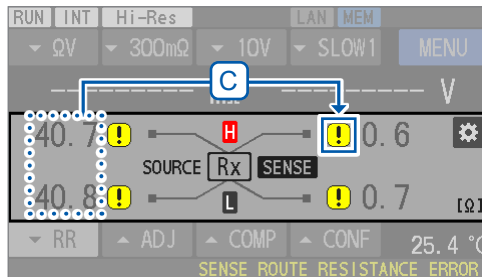 RUN INT Hi-Res LAN MEM
ΩV 300mΩ 10V SLOW1 MENU
C
---------- V
40.7 ! H ! 0.6
SOURCE Rx SENSE
40.8 ! L ! 0.7 [Ω]
RR ADJ COMP CONF 25.4 °C
SENSE ROUTE RESISTANCE ERROR